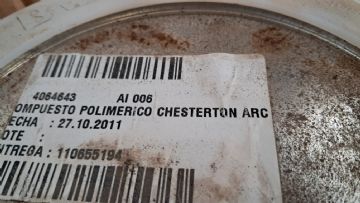 4064643 AI 006
OMPUESTO POLIMERICO CHESTERTON ARC
ECHA : 27.10.2011
OTE :
NTREGA : 110655194